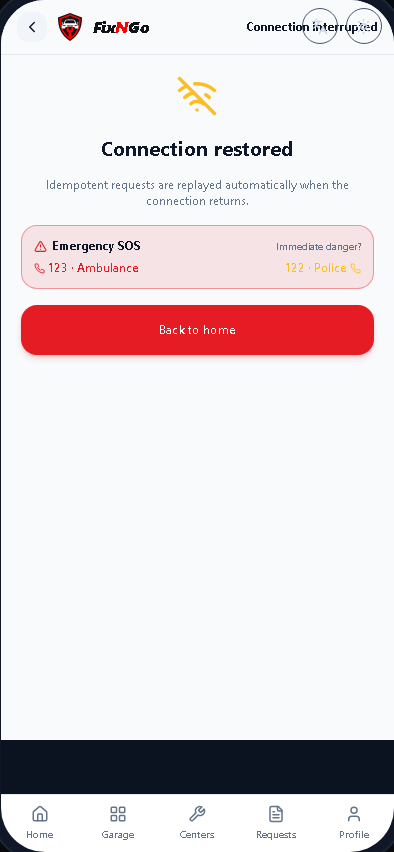 FixNGo
Connection interrupted
Connection restored
Idempotent requests are replayed automatically when the
connection returns.
Emergency SOS
Immediate danger?
123 · Ambulance
122 · Police
Back to home
Home
Garage
Centers
Requests
Profile